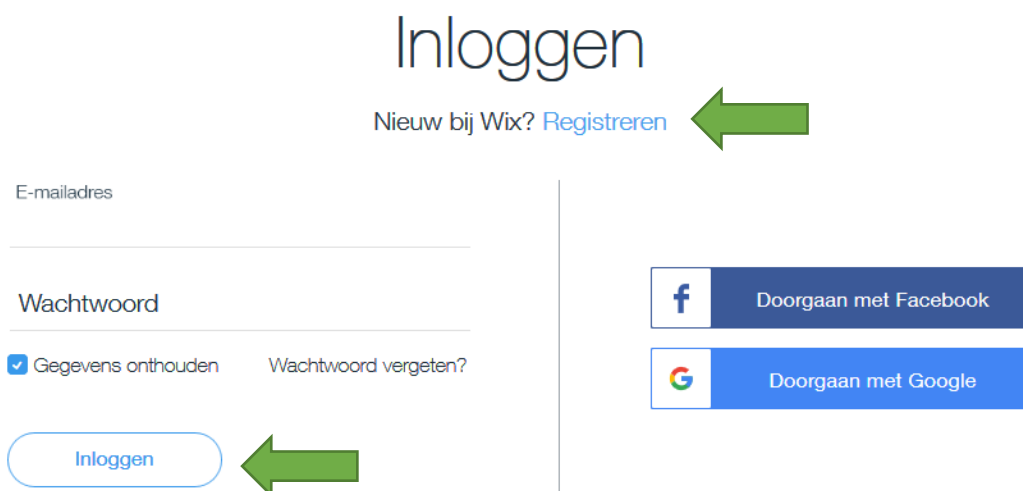 Inloggen
Nieuw bij Wix? Registreren
E-mailadres
Wachtwoord
Gegevens onthouden Wachtwoord vergeten?
Inloggen
Doorgaan met Facebook
Doorgaan met Google